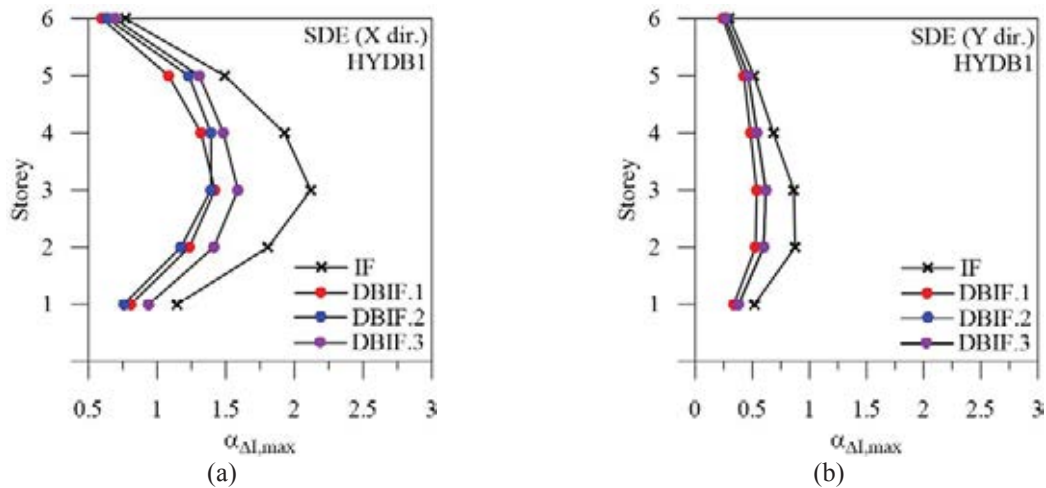 6
5
4
3
2
1
Storey
SDE (X dir.)
HYDB1
IF
DBIF.1
DBIF.2
DBIF.3
0.5
1
1.5
2
2.5
3
αΔI,max
(a)
6
5
4
3
2
1
Storey
SDE (Y dir.)
HYDB1
IF
DBIF.1
DBIF.2
DBIF.3
0
0.5
1
1.5
2
2.5
3
αΔI,max
(b)